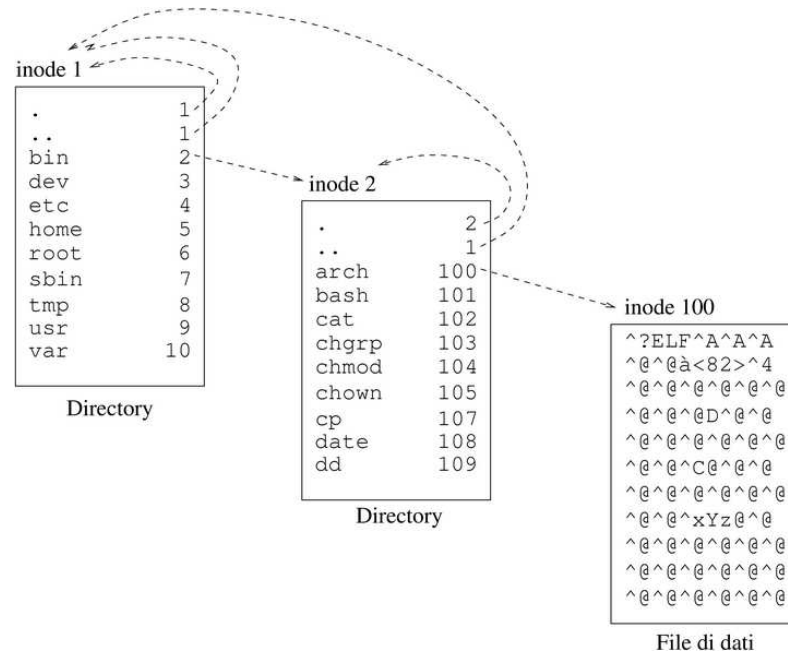 inode 1
. 1
.. 1
bin 2
dev 3
etc 4
home 5
root 6
sbin 7
tmp 8
usr 9
var 10
Directory
inode 2
. 2
.. 1
arch 100
bash 101
cat 102
chgrp 103
chmod 104
chown 105
cp 107
date 108
dd 109
Directory
inode 100
^?ELF^A^A^A
^@^@à<82>^4
^@^@^@^@^@^@
^@^@^@D^@^@
^@^@^@^@^@^@
^@^@^C@^@^@
^@^@^@^@^@^@
^@^@^xYz@^@
^@^@^@^@^@^@
^@^@^@^@^@^@
^@^@^@^@^@^@
File di dati